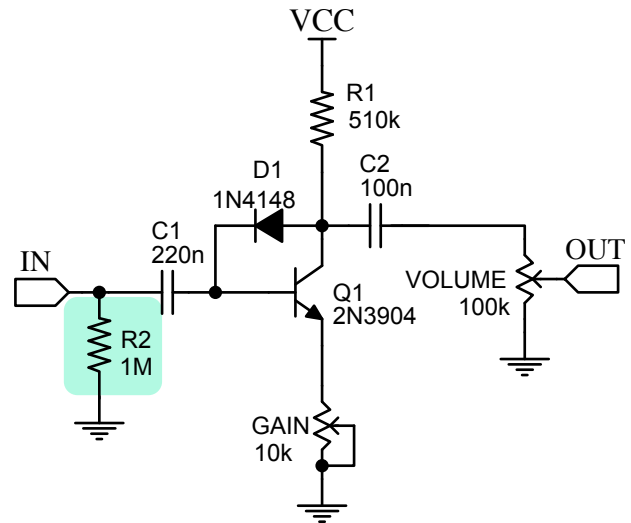 VCC
R1
510k
D1
1N4148
C2
100n
C1
220n
IN
OUT
VOLUME
100k
Q1
2N3904
R2
1M
GAIN
10k